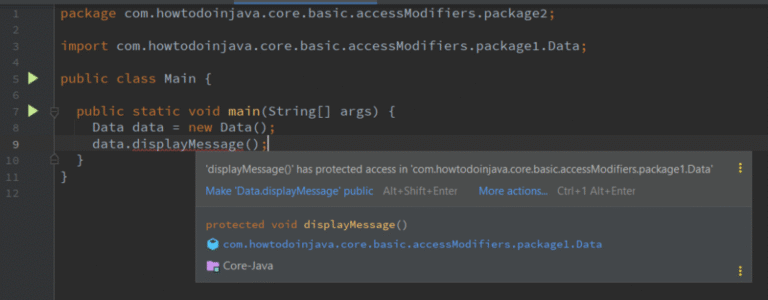 1 package com.howtodoinjava.core.basic.accessModifiers.package2;
2
3 import com.howtodoinjava.core.basic.accessModifiers.package1.Data;
4
5 public class Main {
6
7 public static void main(String[] args) {
8 Data data = new Data();
9 data.displayMessage();
10 }
11 }
12
'displayMessage()' has protected access in 'com.howtodoinjava.core.basic.accessModifiers.package1.Data'
Make 'Data.displayMessage' public Alt+Shift+Enter More actions... Ctrl+1 Alt+Enter
protected void displayMessage()
com.howtodoinjava.core.basic.accessModifiers.package1.Data
Core-Java